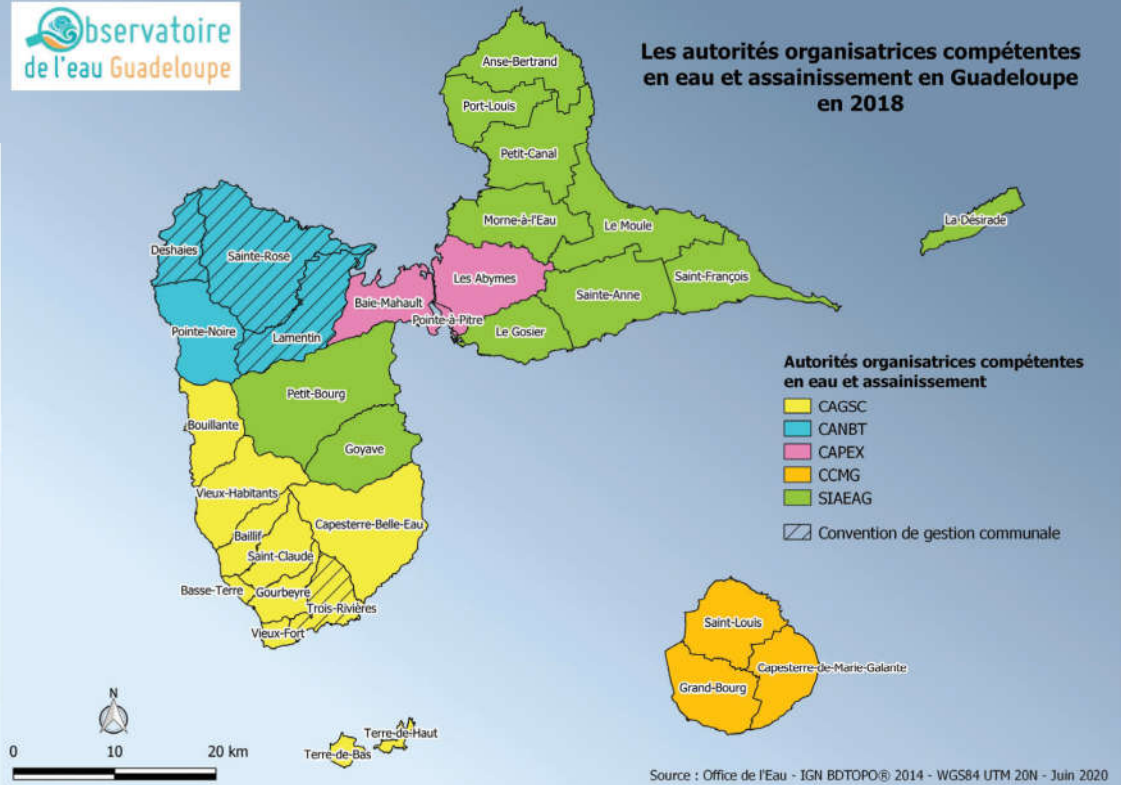 Observatoire
de l'eau Guadeloupe
Les autorités organisatrices compétentes
en eau et assainissement en Guadeloupe
en 2018
Anse-Bertrand
Port-Louis
Petit-Canal
Morne-à-l'Eau
Le Moule
La Désirade
Deshaies
Sainte-Rose
Les Abymes
Saint-François
Baie-Mahault
Sainte-Anne
Pointe-à-Pitre
Pointe-Noire
Lamentin
Le Gosier
Petit-Bourg
Bouillante
Goyave
Vieux-Habitants
Capesterre-Belle-Eau
Baillif
Saint-Claude
Basse-Terre
Gourbeyre
Trois-Rivières
Vieux-Fort
Autorités organisatrices compétentes
en eau et assainissement
CAGSC
CANBT
CAPEX
CCMG
SIAEAG
Convention de gestion communale
Saint-Louis
Capesterre-de-Marie-Galante
Grand-Bourg
Terre-de-Haut
Terre-de-Bas
N
0 10 20 km
Source : Office de l'Eau - IGN BDTOPO® 2014 - WGS84 UTM 20N - Juin 2020